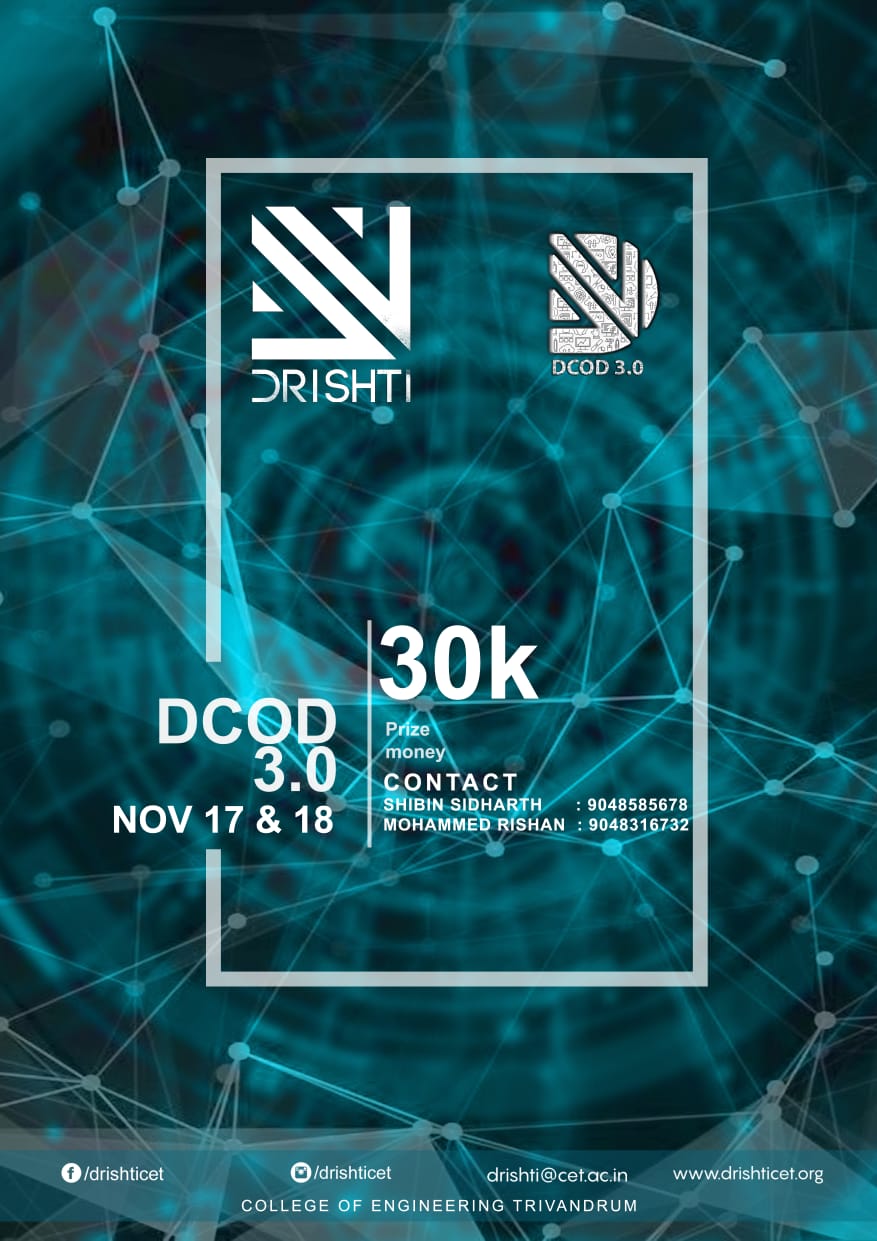 DRISHTI
DCOD 3.0
DCOD
3.0
NOV 17 & 18
30k
Prize
money
CONTACT
SHIBIN SIDHARTH : 9048585678
MOHAMMED RISHAN : 9048316732
/drishticet
/drishticet
drishti@cet.ac.in
www.drishticet.org
COLLEGE OF ENGINEERING TRIVANDRUM